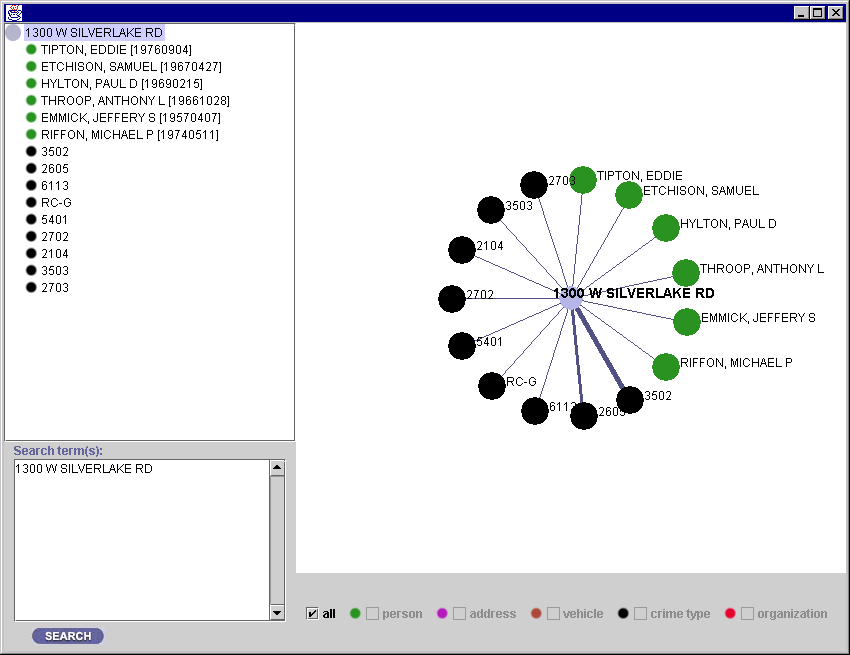 1300 W SILVERLAKE RD
TIPTON, EDDIE [19760904]
ETCHISON, SAMUEL [19670427]
HYLTON, PAUL D [19690215]
THROOP, ANTHONY L [19661028]
EMMICK, JEFFERY S [19570407]
RIFFON, MICHAEL P [19740511]
3502
2605
6113
RC-G
5401
2702
2104
3503
2703
Search term(s):
1300 W SILVERLAKE RD
SEARCH
2703
TIPTON, EDDIE
ETCHISON, SAMUEL
3503
HYLTON, PAUL D
2104
THROOP, ANTHONY L
1300 W SILVERLAKE RD
2702
EMMICK, JEFFERY S
5401
RIFFON, MICHAEL P
RC-G
3502
6113
2605
all person address vehicle crime type organization